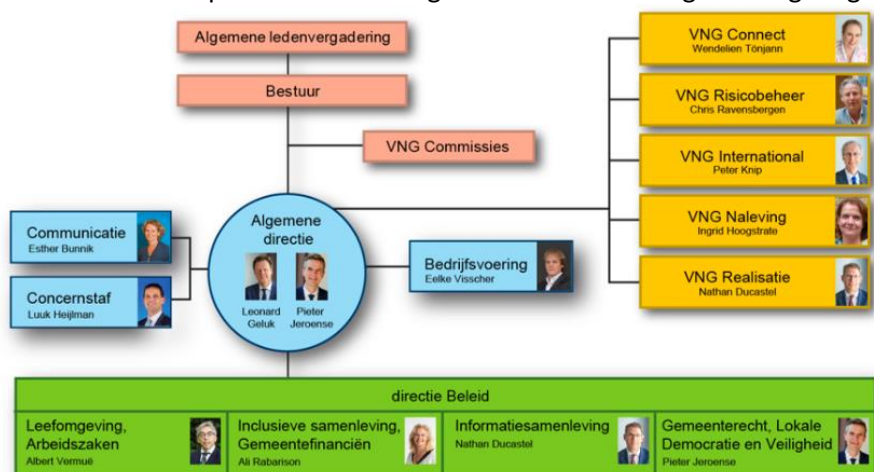 Algemene ledenvergadering
Bestuur
VNG Commissies
VNG Connect
Wendelien Tönjann
VNG Risicobeheer
Chris Ravensbergen
VNG International
Peter Knip
VNG Naleving
Ingrid Hoogstrate
VNG Realisatie
Nathan Ducastel
Communicatie
Esther Bunnik
Concernstaf
Luuk Heijlman
Algemene
directie
Leonard
Geluk
Pieter
Jeroense
Bedrijfsvoering
Eelke Visscher
directie Beleid
Leefomgeving,
Arbeidszaken
Albert Vermuë
Inclusieve samenleving,
Gemeentefinanciën
Ali Rabarison
Informatiesamenleving
Nathan Ducastel
Gemeenterecht, Lokale
Democratie en Veiligheid
Pieter Jeroense